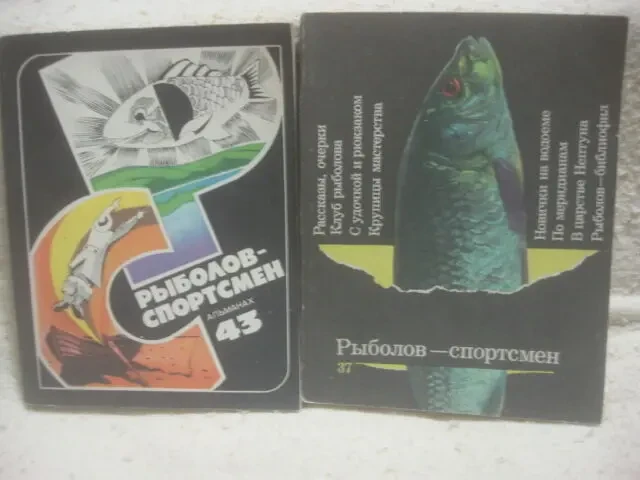 РС
РЫБОЛОВ-
СПОРТСМЕН
АЛЬМАНАХ
43
Рассказы, очерки
Клуб рыболова
С удочкой и рюкзаком
Крупицы мастерства
Новички на водоеме
По меридианам
В царстве Нептуна
Рыболов—библиофил
Рыболов—спортсмен
37